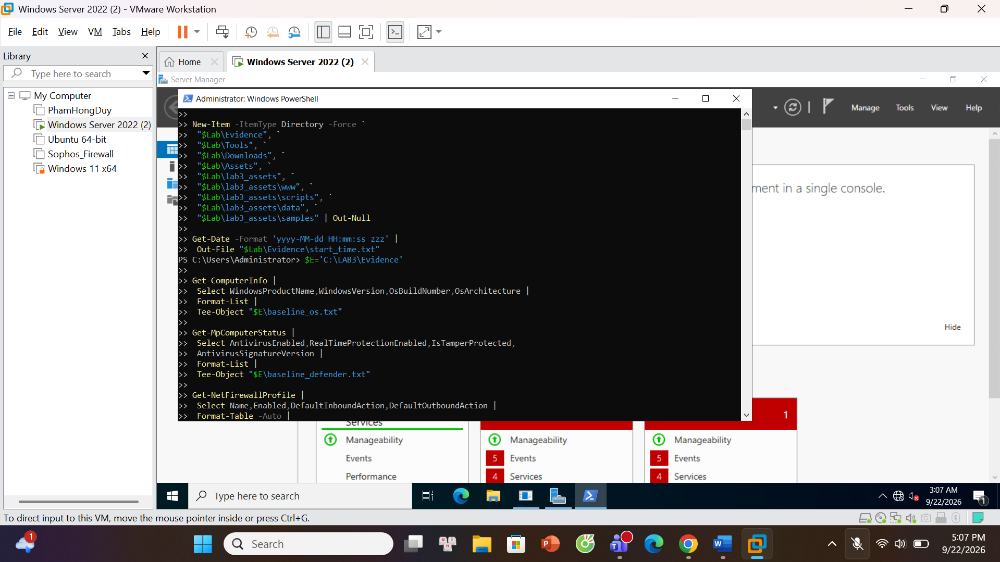 Windows Server 2022 (2) - VMware Workstation
File Edit View VM Tabs Help
Library
Type here to search
My Computer
PhamHongDuy
Windows Server 2022 (2)
Ubuntu 64-bit
Sophos_Firewall
Windows 11 x64
Home
Windows Server 2022 (2)
Server Manager
Manage Tools View Help
Administrator: Windows PowerShell
>>
>> New-Item -ItemType Directory -Force `
>>  "$Lab\Evidence", `
>>  "$Lab\Tools", `
>>  "$Lab\Downloads", `
>>  "$Lab\Assets", `
>>  "$Lab\lab3_assets", `
>>  "$Lab\lab3_assets\www", `
>>  "$Lab\lab3_assets\scripts", `
>>  "$Lab\lab3_assets\data", `
>>  "$Lab\lab3_assets\samples" | Out-Null
>>
>> Get-Date -Format 'yyyy-MM-dd HH:mm:ss zzz' |
>>  Out-File "$Lab\Evidence\start_time.txt"
PS C:\Users\Administrator> $E='C:\LAB3\Evidence'
>>
>> Get-ComputerInfo |
>>  Select WindowsProductName,WindowsVersion,OsBuildNumber,OsArchitecture |
>>  Format-List |
>>  Tee-Object "$E\baseline_os.txt"
>>
>> Get-MpComputerStatus |
>>  Select AntivirusEnabled,RealTimeProtectionEnabled,IsTamperProtected,
>>  AntivirusSignatureVersion |
>>  Format-List |
>>  Tee-Object "$E\baseline_defender.txt"
>>
>> Get-NetFirewallProfile |
>>  Select Name,Enabled,DefaultInboundAction,DefaultOutboundAction |
>>  Format-Table -Auto |
ment in a single console.
Hide
1
Services
Manageability
Events
Performance
Manageability
5 Events
4 Services
Manageability
5 Events
4 Services
Type here to search
3:07 AM
9/22/2026
1
To direct input to this VM, move the mouse pointer inside or press Ctrl+G.
1
Search
5:07 PM
9/22/2026